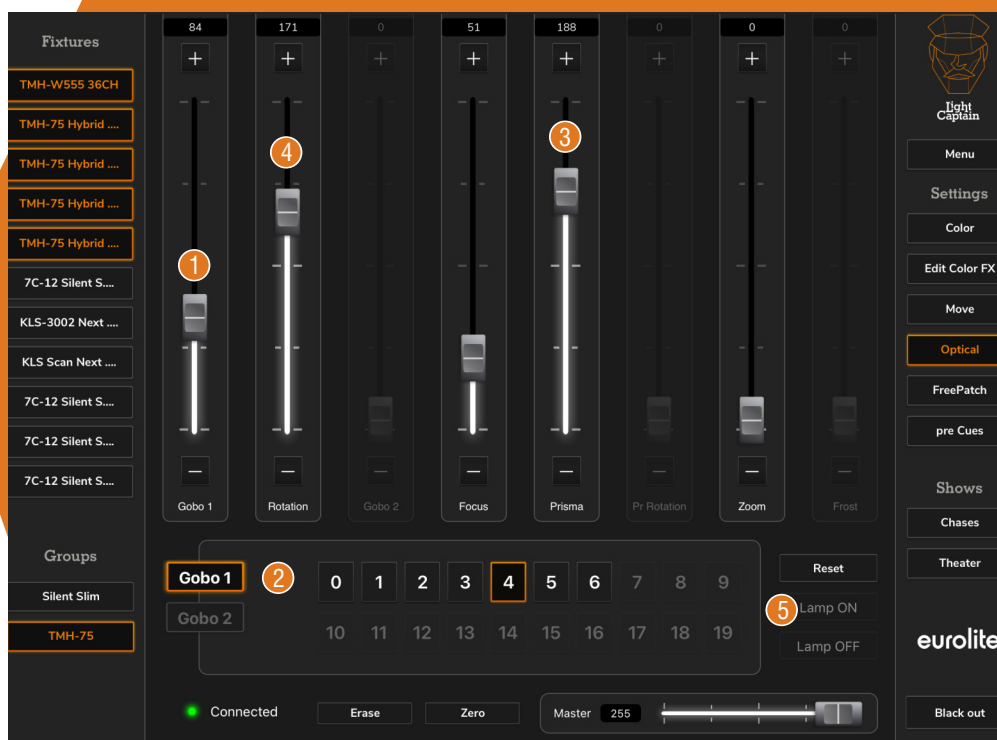 Fixtures
TMH-W555 36CH
TMH-75 Hybrid ....
TMH-75 Hybrid ....
TMH-75 Hybrid ....
TMH-75 Hybrid ....
7C-12 Silent S....
KLS-3002 Next ....
KLS Scan Next ....
7C-12 Silent S....
7C-12 Silent S....
7C-12 Silent S....
Groups
Silent Slim
TMH-75
84 171 0 51 188 0 0 0
+ + + + + + + +
4 3
1
− − − − − − − −
Gobo 1 Rotation Gobo 2 Focus Prisma Pr Rotation Zoom Frost
Gobo 1 2 0 1 2 3 4 5 6 7 8 9
Gobo 2 10 11 12 13 14 15 16 17 18 19
Reset
5 Lamp ON
Lamp OFF
Connected Erase Zero Master 255
Light
Captain
Menu
Settings
Color
Edit Color FX
Move
Optical
FreePatch
pre Cues
Shows
Chases
Theater
eurolite
Black out